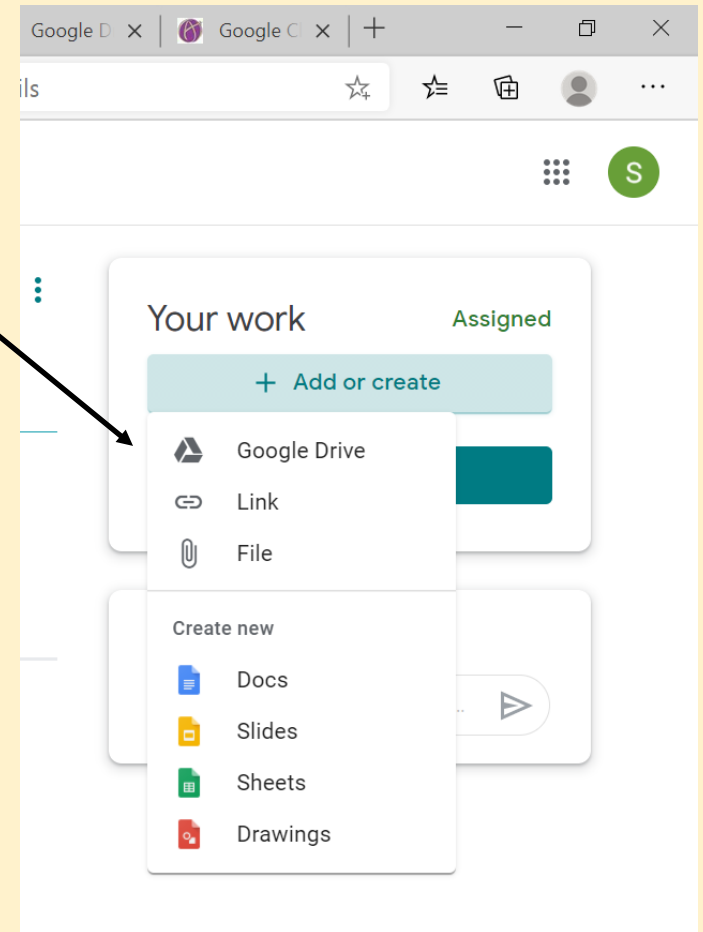 Google D
Google C
ils
S
Your work
Assigned
+ Add or create
Google Drive
Link
File
Create new
Docs
Slides
Sheets
Drawings